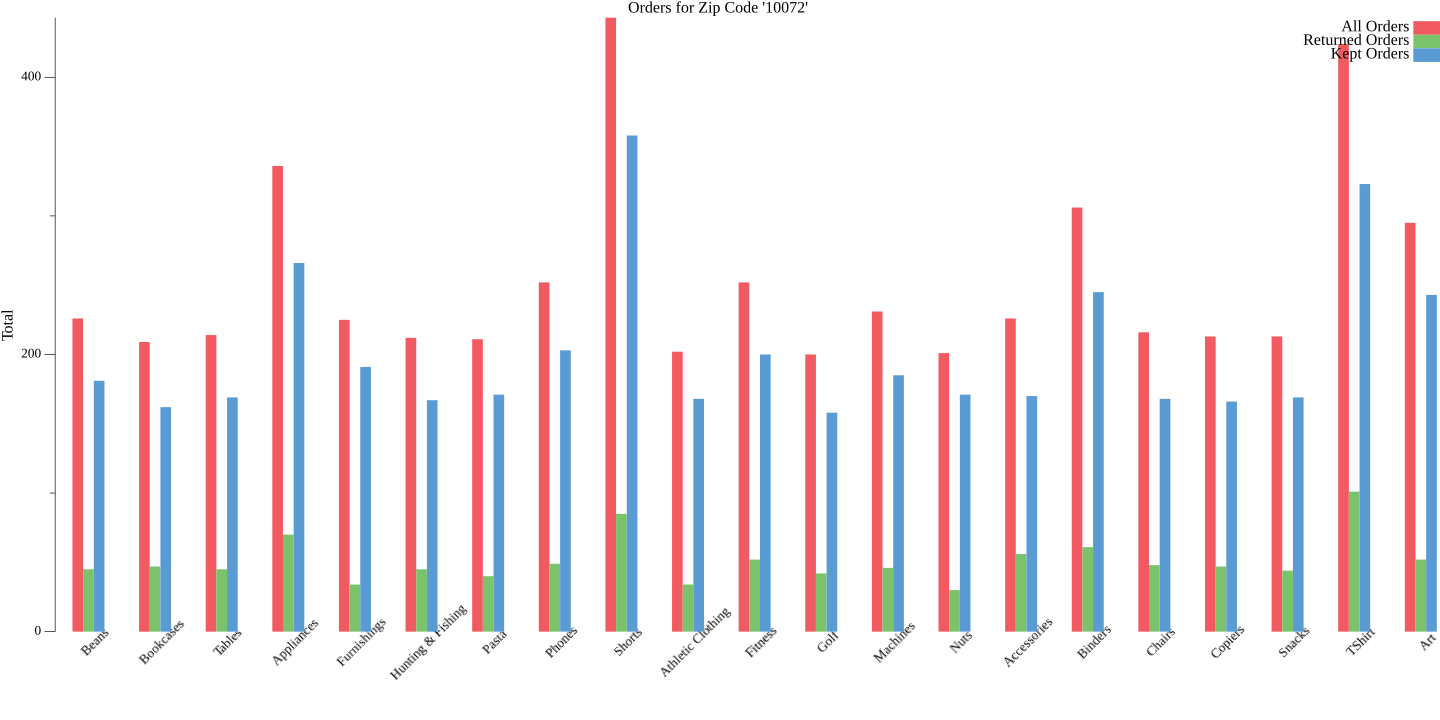 Orders for Zip Code '10072'
All Orders
Returned Orders
Kept Orders
Total
400
200
0
Beans
Bookcases
Tables
Appliances
Furnishings
Hunting & Fishing
Pasta
Phones
Shorts
Athletic Clothing
Fitness
Golf
Machines
Nuts
Accessories
Binders
Chairs
Copiers
Snacks
TShirt
Art